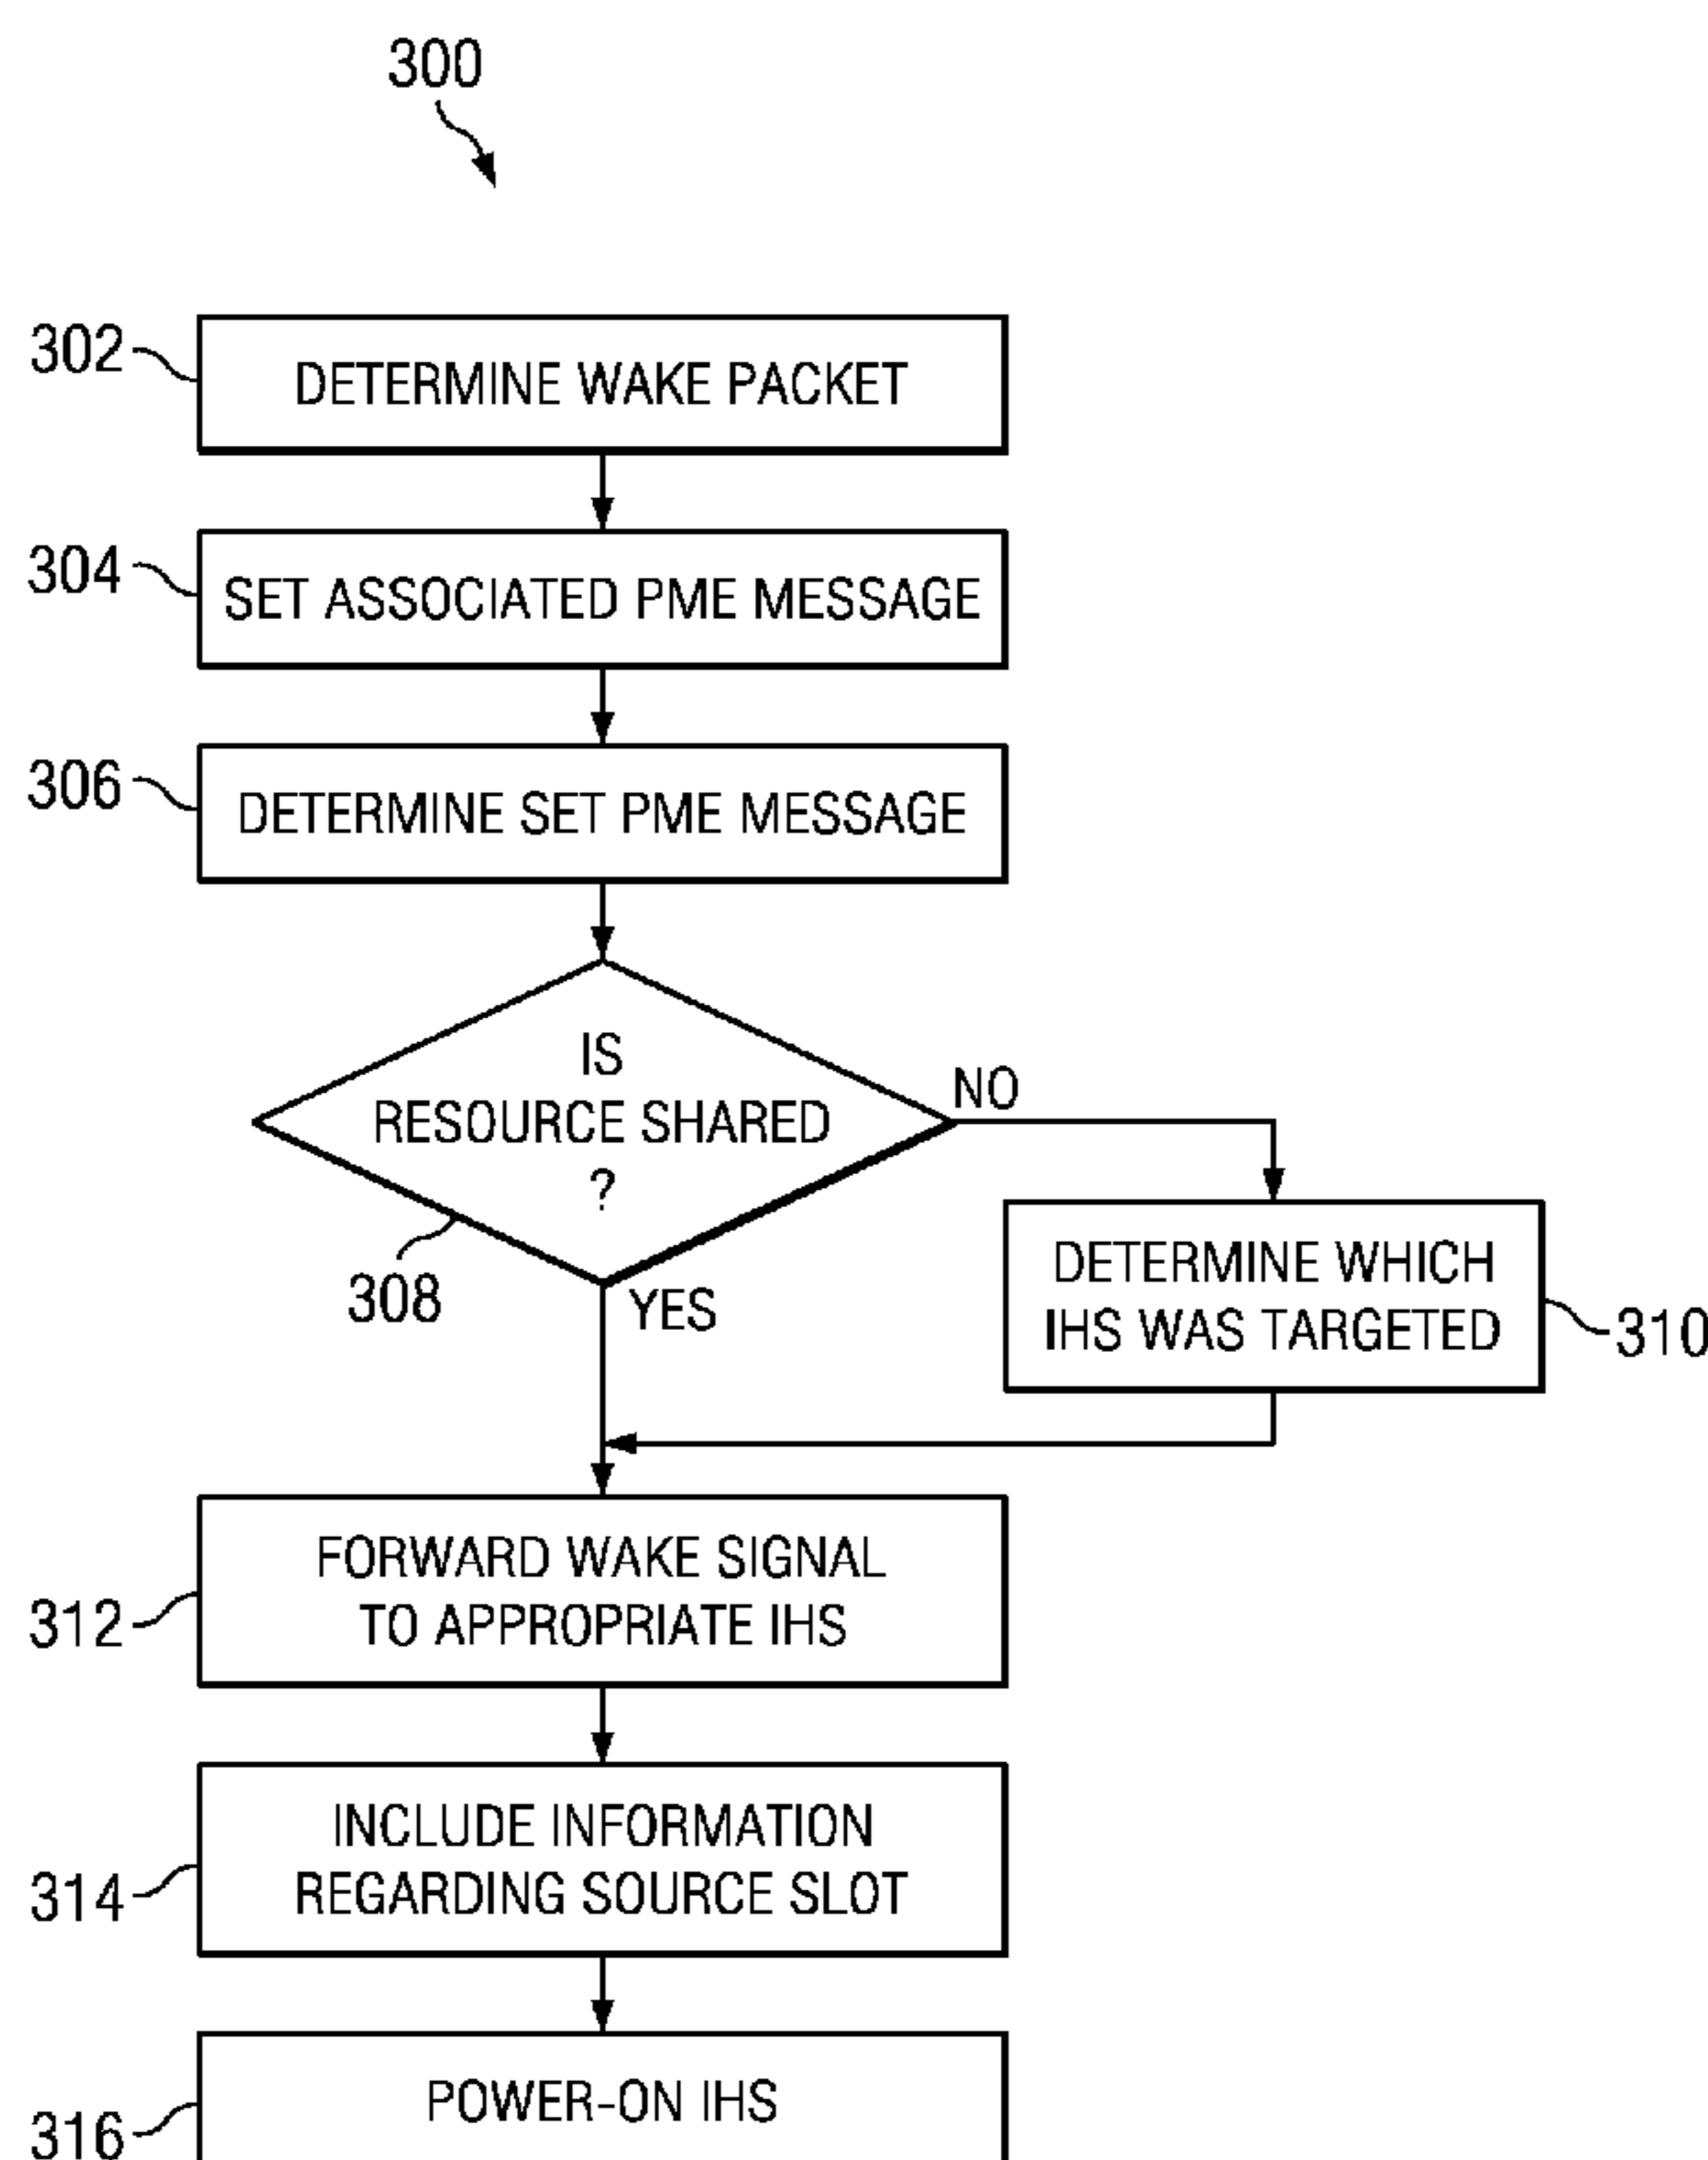 300
302
DETERMINE WAKE PACKET
304
SET ASSOCIATED PME MESSAGE
306
DETERMINE SET PME MESSAGE
IS
RESOURCE SHARED
?
308
NO
YES
DETERMINE WHICH
IHS WAS TARGETED
310
FORWARD WAKE SIGNAL
TO APPROPRIATE IHS
312
INCLUDE INFORMATION
REGARDING SOURCE SLOT
314
POWER-ON IHS
316